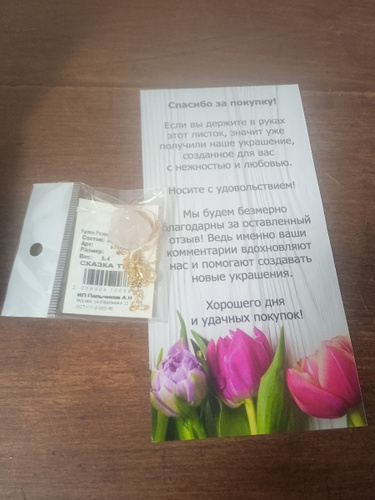 Спасибо за покупку!
Если вы держите в руках
этот листок, значит уже
получили наше украшение,
созданное для вас
с нежностью и любовью.
Носите с удовольствием!
Мы будем безмерно
благодарны за оставленный
отзыв! Ведь именно ваши
комментарии вдохновляют
нас и помогают создавать
новые украшения.
Хорошего дня
и удачных покупок!
Состав:
Арт.
Размер:
Вес:
СКАЗКА
ИП Пильчиков А.Н